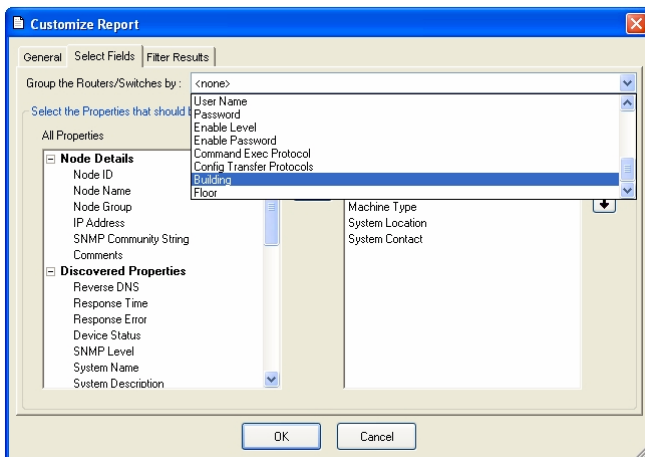 Customize Report
General Select Fields Filter Results
Group the Routers/Switches by : <none>
User Name
Password
Enable Level
Enable Password
Command Exec Protocol
Config Transfer Protocols
Building
Floor
Select the Properties that should
All Properties
Node Details
Node ID
Node Name
Node Group
IP Address
SNMP Community String
Comments
Discovered Properties
Reverse DNS
Response Time
Response Error
Device Status
SNMP Level
System Name
System Description
Machine Type
System Location
System Contact
OK Cancel